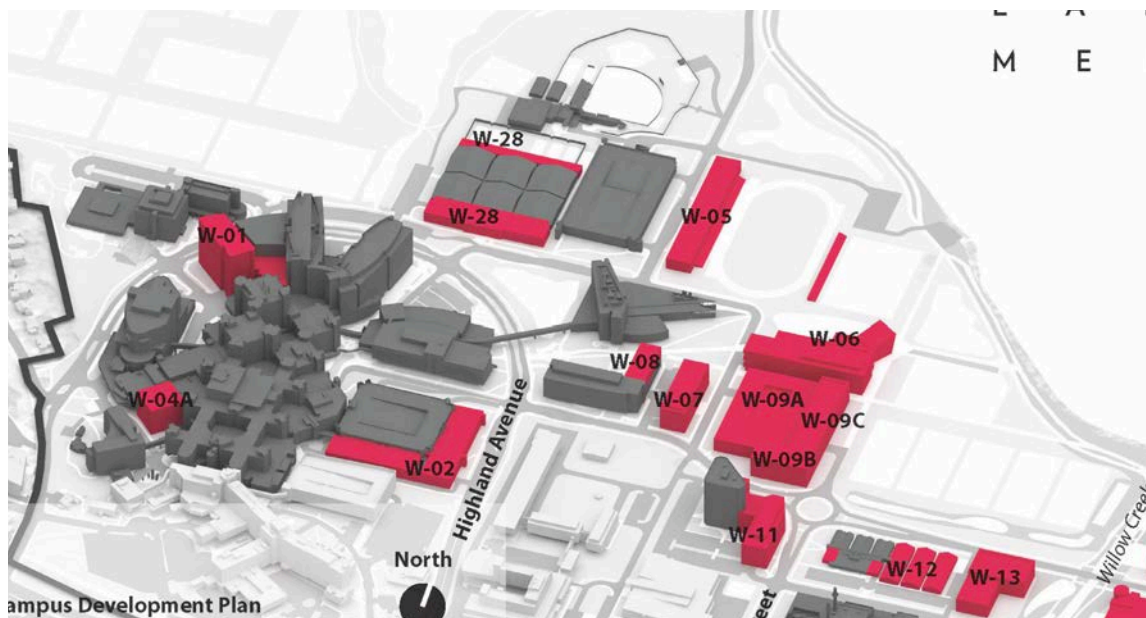 M E
W-28
W-28
W-05
W-01
W-06
W-08
W-07
W-09A
W-09C
W-04A
W-09B
W-02
Highland Avenue
W-11
North
W-12
W-13
Willow Creek
ampus Development Plan
eet